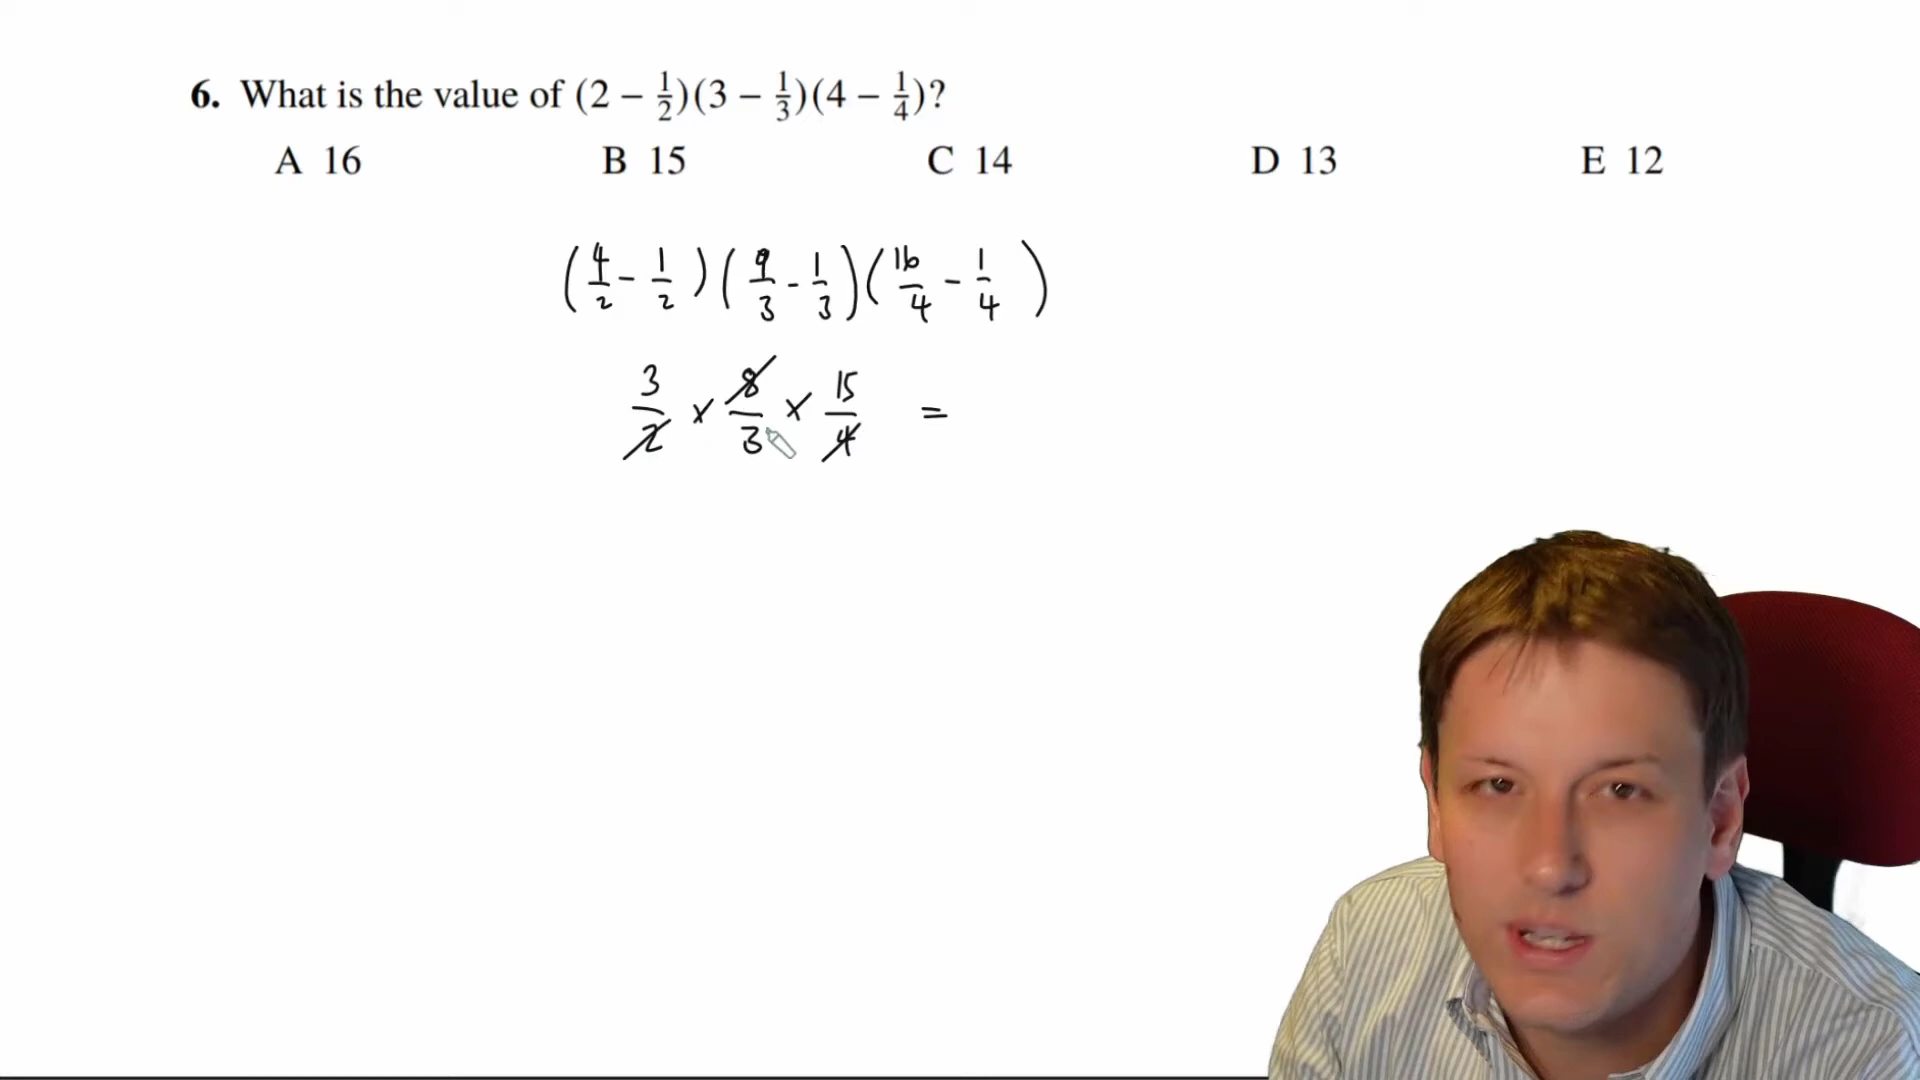 6. What is the value of (2 − 1/2)(3 − 1/3)(4 − 1/4)?
A 16 B 15 C 14 D 13 E 12
(4/2 - 1/2)(9/3 - 1/3)(16/4 - 1/4)
3/2 × 8/3 × 15/4 =